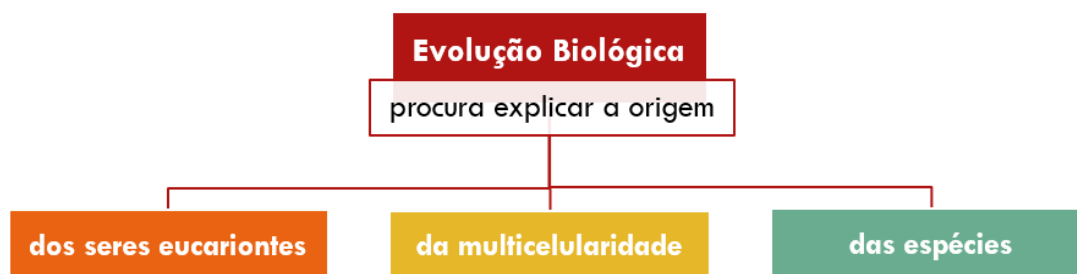 Evolução Biológica
procura explicar a origem
dos seres eucariontes
da multicelularidade
das espécies